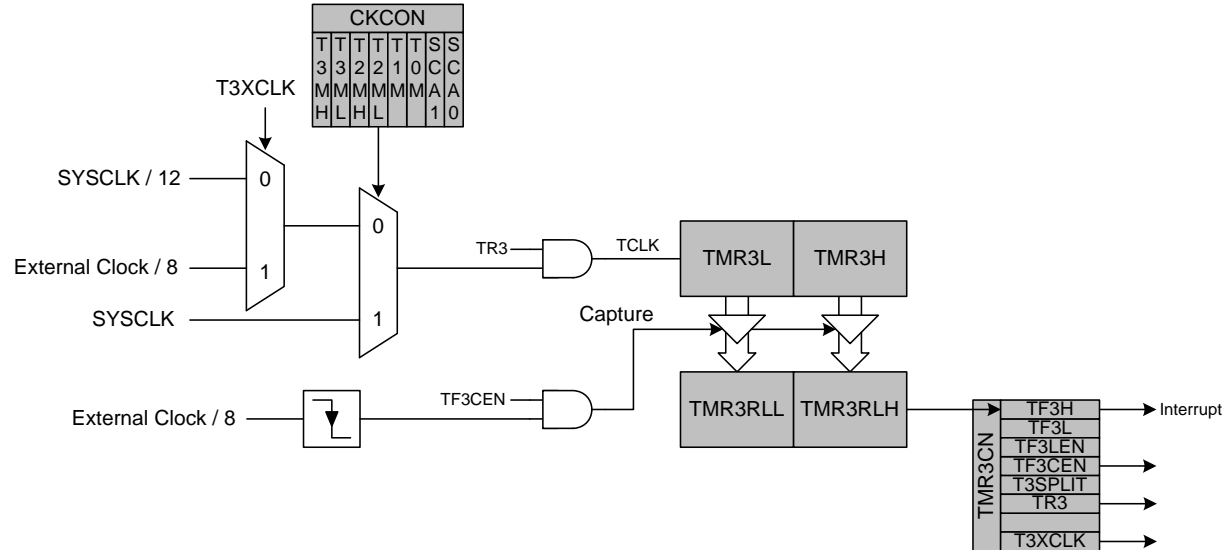 CKCON
T3MH T3ML T2MH T2ML T1M T0M SCA1 SCA0
T3XCLK
SYSCLK / 12
0
External Clock / 8
1
0
SYSCLK
1
TR3
TCLK
TMR3L TMR3H
Capture
External Clock / 8
TF3CEN
TMR3RLL TMR3RLH
TMR3CN
TF3H
Interrupt
TF3L
TF3LEN
TF3CEN
T3SPLIT
TR3
T3XCLK